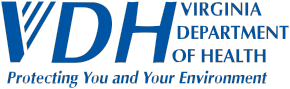 VDH VIRGINIA
DEPARTMENT
OF HEALTH
Protecting You and Your Environment